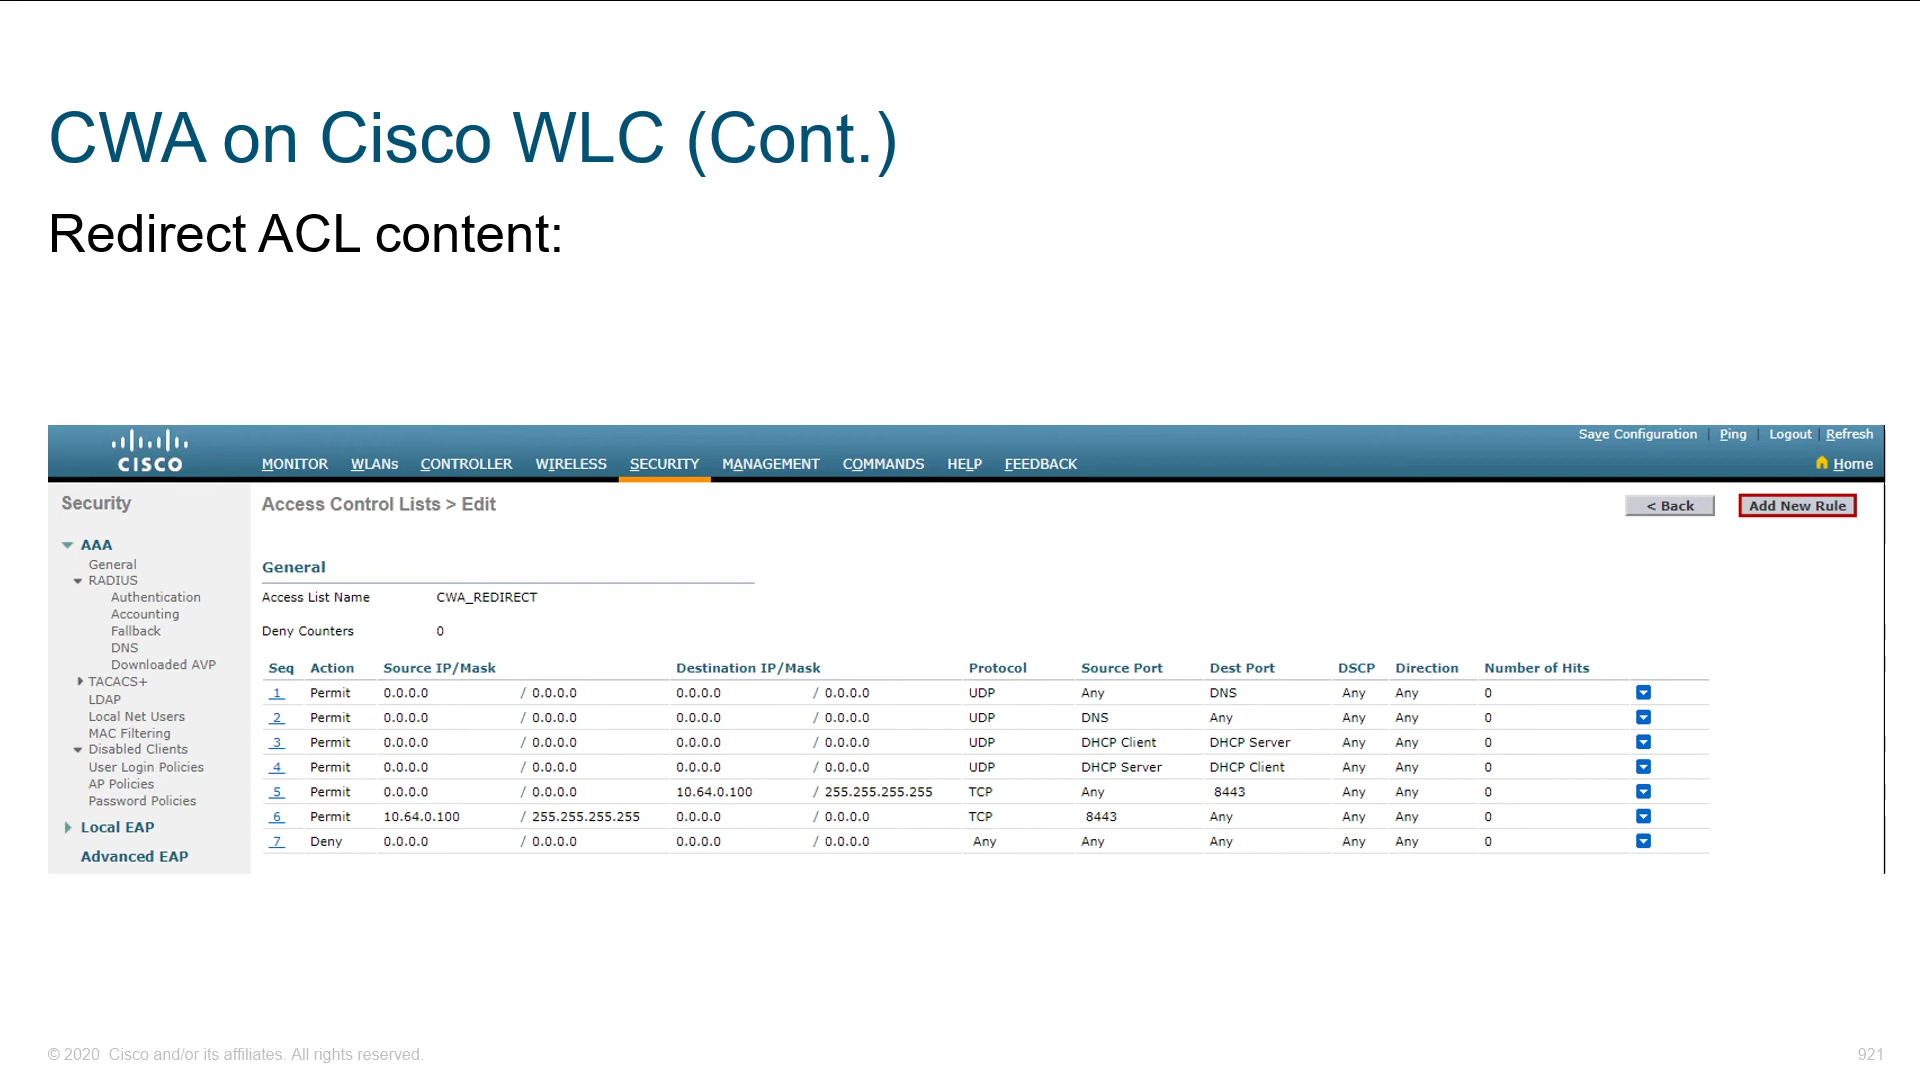 CWA on Cisco WLC (Cont.)
Redirect ACL content:
Save Configuration | Ping | Logout | Refresh
CISCO
MONITOR WLANs CONTROLLER WIRELESS SECURITY MANAGEMENT COMMANDS HELP FEEDBACK
Home
Security
AAA
General
RADIUS
Authentication
Accounting
Fallback
DNS
Downloaded AVP
TACACS+
LDAP
Local Net Users
MAC Filtering
Disabled Clients
User Login Policies
AP Policies
Password Policies
Local EAP
Advanced EAP
Access Control Lists > Edit
< Back
Add New Rule
General
Access List Name CWA_REDIRECT
Deny Counters 0
Seq Action Source IP/Mask Destination IP/Mask Protocol Source Port Dest Port DSCP Direction Number of Hits
1 Permit 0.0.0.0 / 0.0.0.0 0.0.0.0 / 0.0.0.0 UDP Any DNS Any Any 0
2 Permit 0.0.0.0 / 0.0.0.0 0.0.0.0 / 0.0.0.0 UDP DNS Any Any Any 0
3 Permit 0.0.0.0 / 0.0.0.0 0.0.0.0 / 0.0.0.0 UDP DHCP Client DHCP Server Any Any 0
4 Permit 0.0.0.0 / 0.0.0.0 0.0.0.0 / 0.0.0.0 UDP DHCP Server DHCP Client Any Any 0
5 Permit 0.0.0.0 / 0.0.0.0 10.64.0.100 / 255.255.255.255 TCP Any 8443 Any Any 0
6 Permit 10.64.0.100 / 255.255.255.255 0.0.0.0 / 0.0.0.0 TCP 8443 Any Any Any 0
7 Deny 0.0.0.0 / 0.0.0.0 0.0.0.0 / 0.0.0.0 Any Any Any Any Any 0
© 2020 Cisco and/or its affiliates. All rights reserved.
921